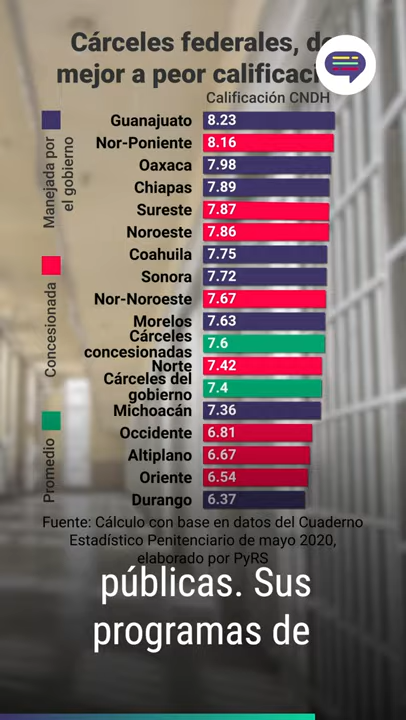 Cárceles federales, de
mejor a peor
Calificación CNDH
Manejada por
el gobierno
Concesionada
Promedio
Guanajuato 8.23
Nor-Poniente 8.16
Oaxaca 7.98
Chiapas 7.89
Sureste 7.87
Noroeste 7.86
Coahuila 7.75
Sonora 7.72
Nor-Noroeste 7.67
Morelos 7.63
Cárceles
concesionadas 7.6
Norte 7.42
Cárceles del
gobierno 7.4
Michoacán 7.36
Occidente 6.81
Altiplano 6.67
Oriente 6.54
Durango 6.37
Fuente: Cálculo con base en datos del Cuaderno
Estadístico Penitenciario de mayo 2020,
elaborado por PyRS
públicas. Sus
programas de